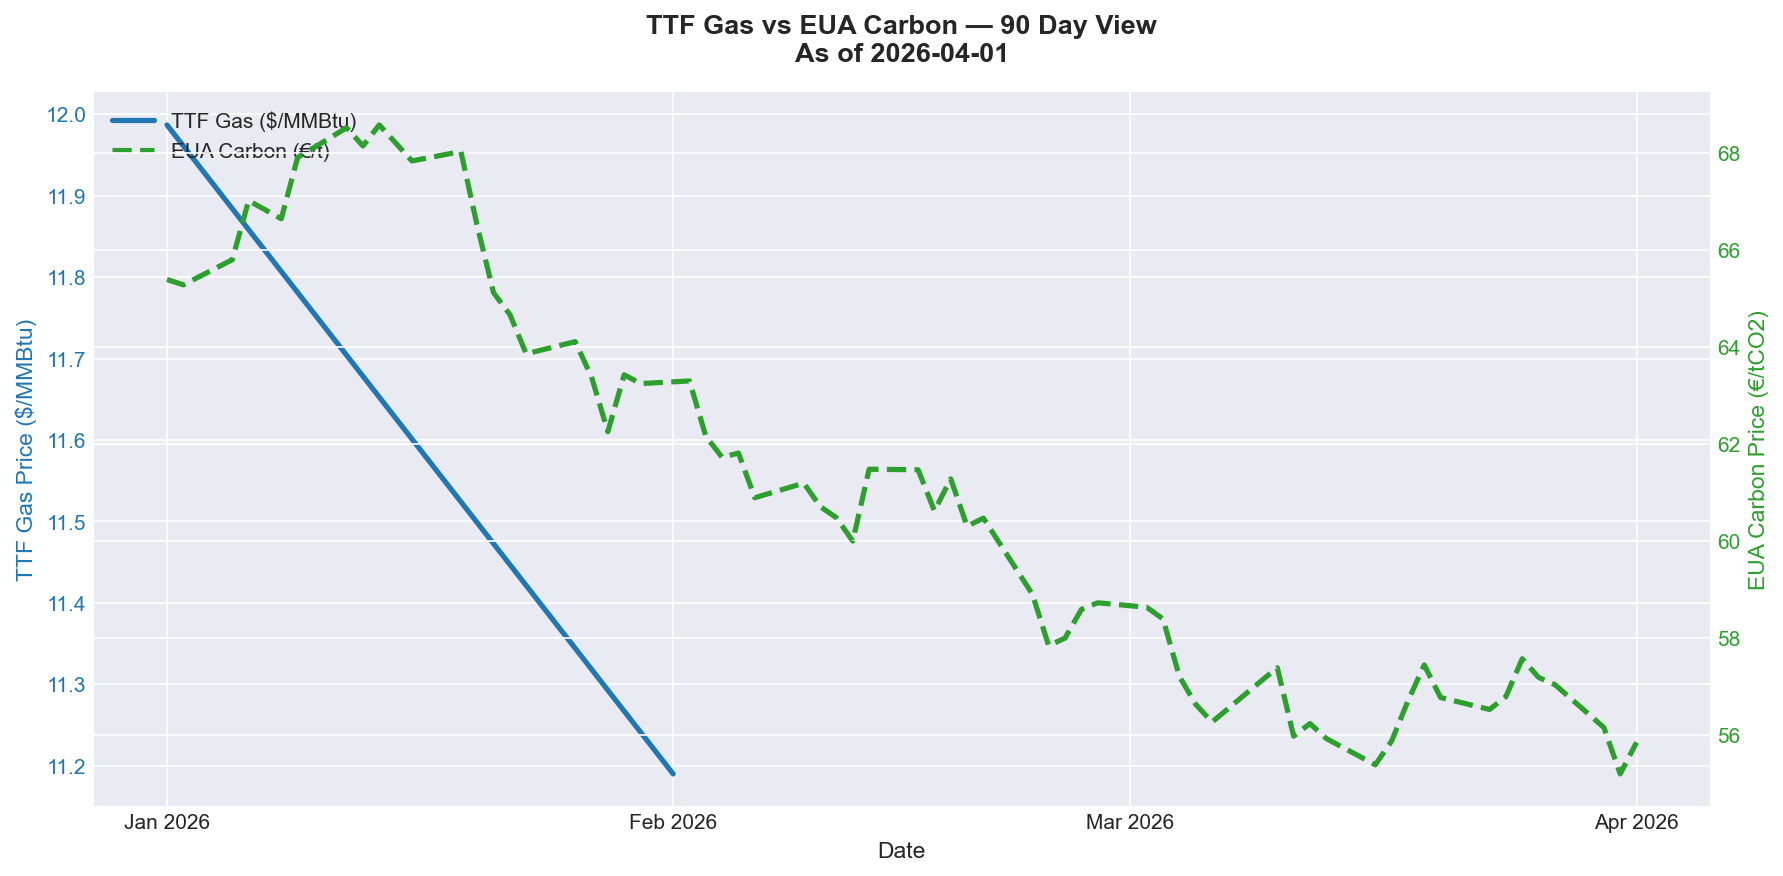 TTF Gas vs EUA Carbon — 90 Day View
As of 2026-04-01
TTF Gas ($/MMBtu)
EUA Carbon (€/t)
TTF Gas Price ($/MMBtu)
12.0
11.9
11.8
11.7
11.6
11.5
11.4
11.3
11.2
68
66
64
62
60
58
56
EUA Carbon Price (€/tCO2)
Jan 2026
Feb 2026
Mar 2026
Apr 2026
Date